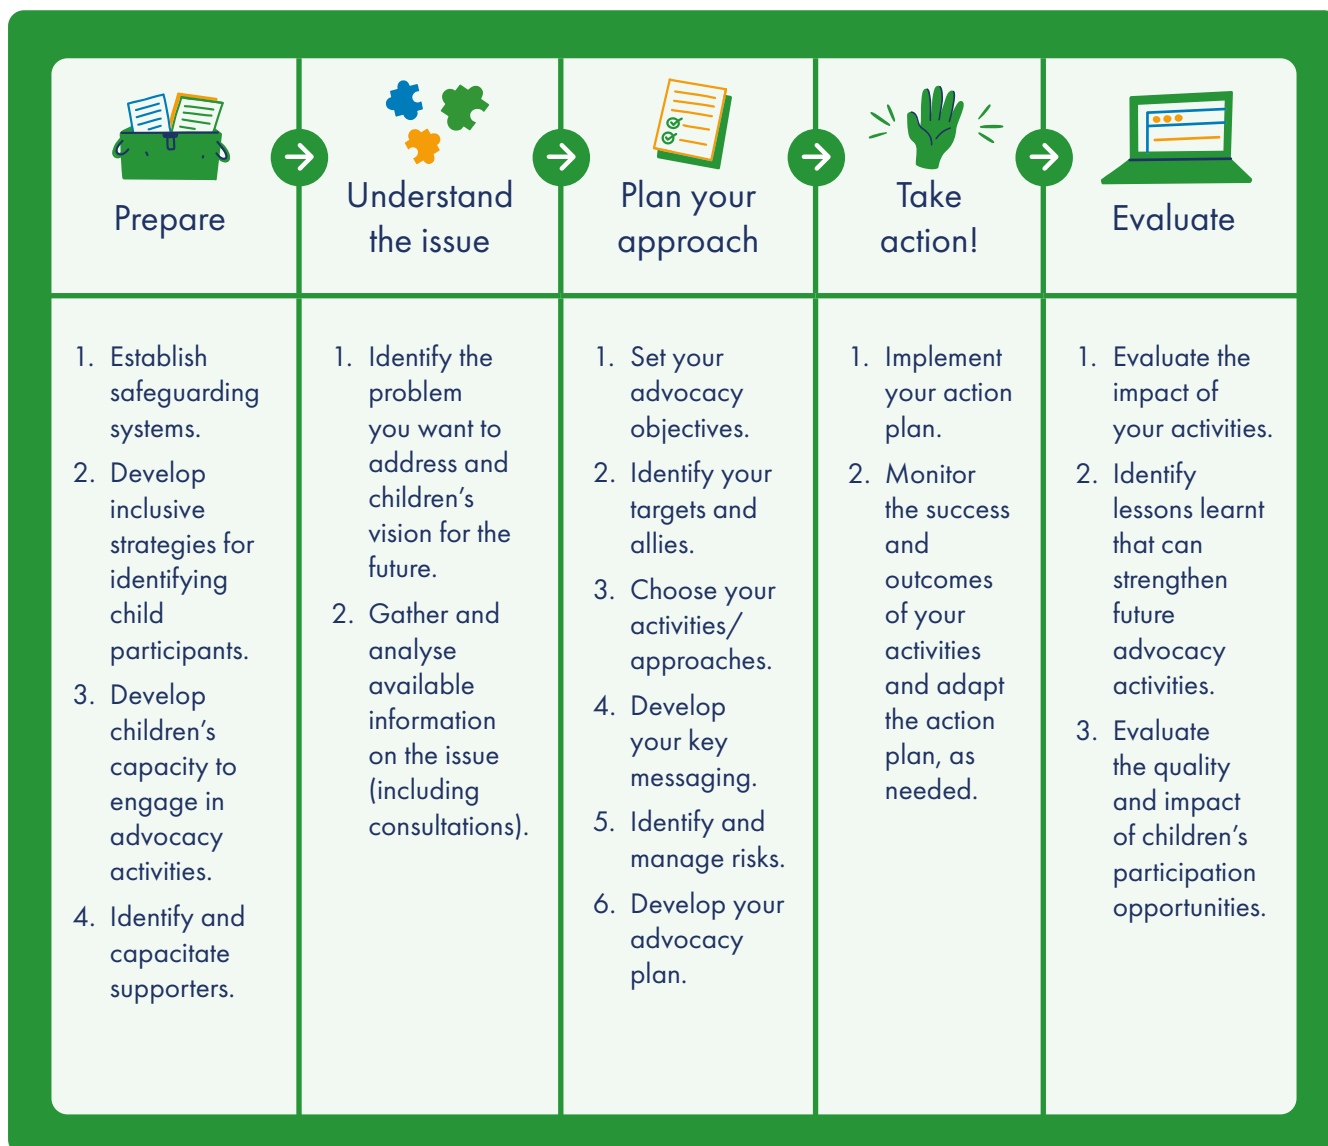 Prepare
Understand
the issue
Plan your
approach
Take
action!
Evaluate
1. Establish
safeguarding
systems.
2. Develop
inclusive
strategies for
identifying
child
participants.
3. Develop
children’s
capacity to
engage in
advocacy
activities.
4. Identify and
capacitate
supporters.
1. Identify the
problem
you want to
address and
children’s
vision for the
future.
2. Gather and
analyse
available
information
on the issue
(including
consultations).
1. Set your
advocacy
objectives.
2. Identify your
targets and
allies.
3. Choose your
activities/
approaches.
4. Develop
your key
messaging.
5. Identify and
manage risks.
6. Develop your
advocacy
plan.
1. Implement
your action
plan.
2. Monitor
the success
and
outcomes
of your
activities
and adapt
the action
plan, as
needed.
1. Evaluate the
impact of
your activities.
2. Identify
lessons learnt
that can
strengthen
future
advocacy
activities.
3. Evaluate
the quality
and impact
of children’s
participation
opportunities.